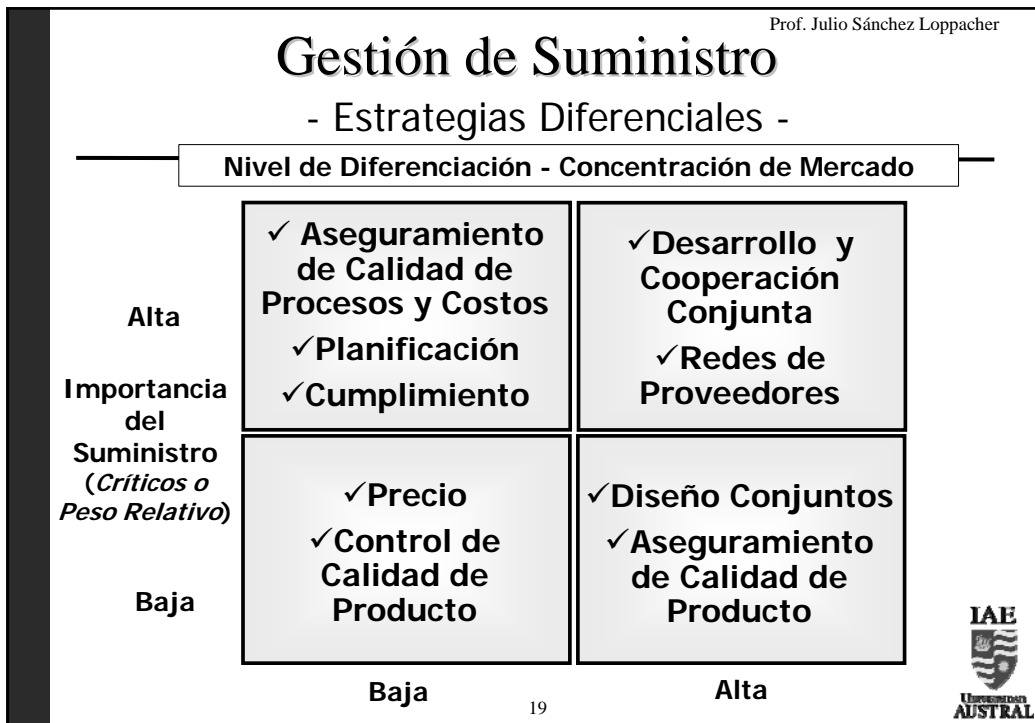 Prof. Julio Sánchez Loppacher
Gestión de Suministro
- Estrategias Diferenciales -
Nivel de Diferenciación - Concentración de Mercado
Alta
Importancia
del
Suministro
(Críticos o
Peso Relativo)
Baja
✓ Aseguramiento
de Calidad de
Procesos y Costos
✓Planificación
✓Cumplimiento
✓Desarrollo y
Cooperación
Conjunta
✓Redes de
Proveedores
✓Precio
✓Control de
Calidad de
Producto
✓Diseño Conjuntos
✓Aseguramiento
de Calidad de
Producto
Baja
Alta
19
IAE
UNIVERSIDAD
AUSTRAL